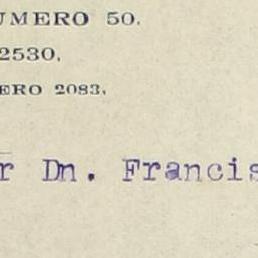 UMERO 50.
2530.
ERO 2083.
r Dn. Francis